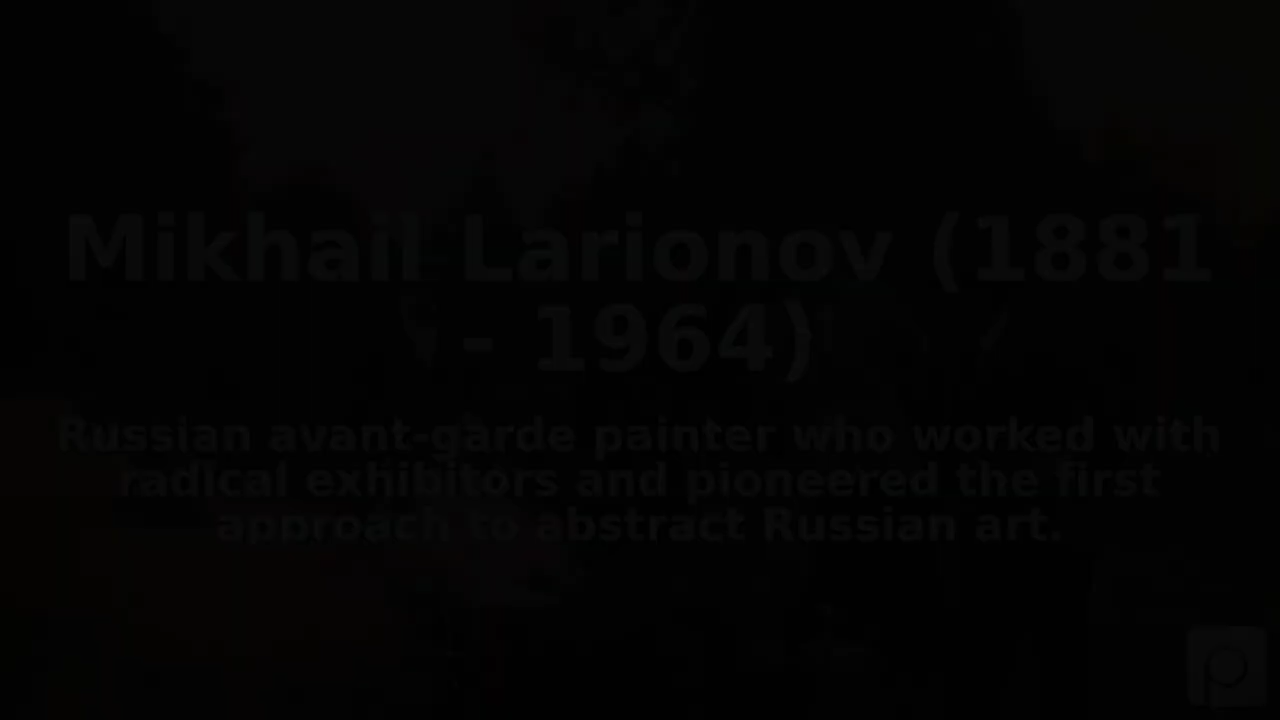 Mikhail Larionov (1881
- 1964)
Russian avant-garde painter who worked with
radical exhibitors and pioneered the first
approach to abstract Russian art.